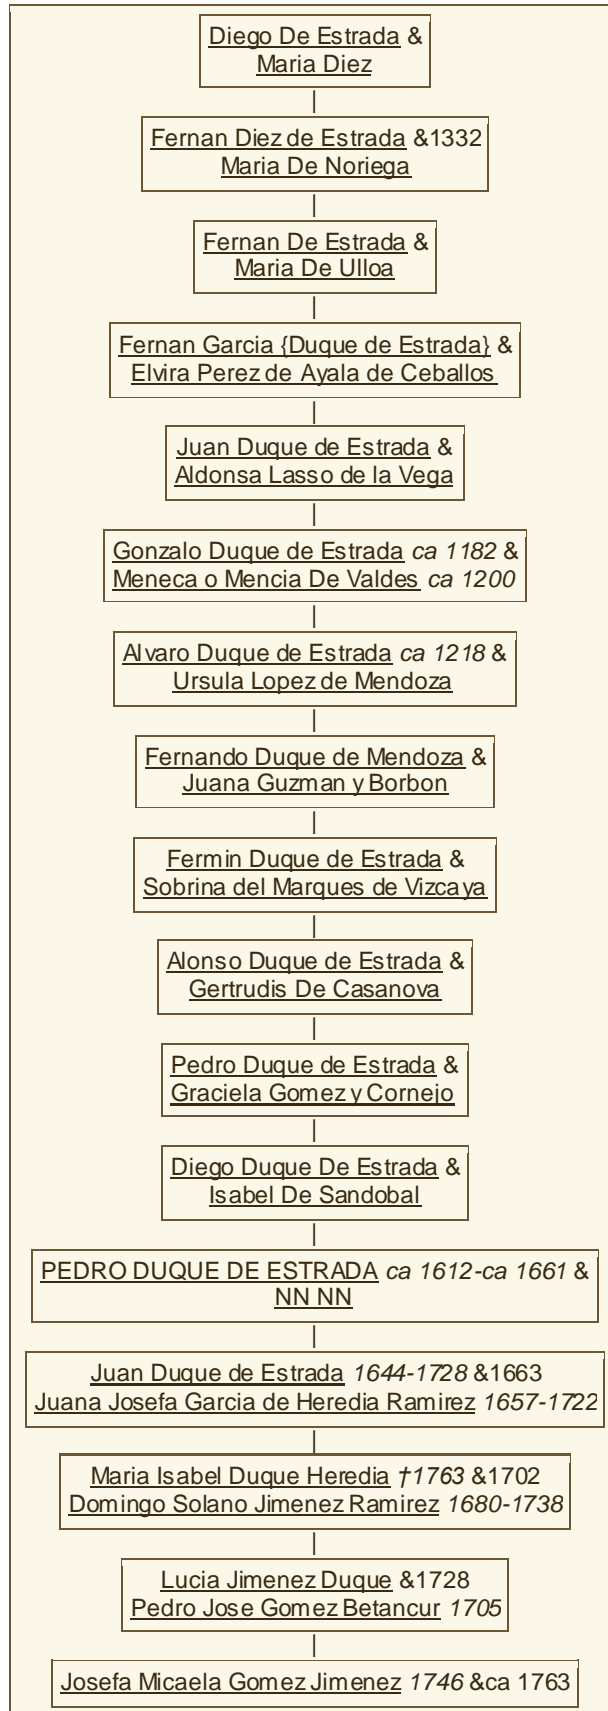 Diego De Estrada &
Maria Diez
Fernan Diez de Estrada &1332
Maria De Noriega
Fernan De Estrada &
Maria De Ulloa
Fernan Garcia {Duque de Estrada} &
Elvira Perez de Ayala de Ceballos
Juan Duque de Estrada &
Aldonsa Lasso de la Vega
Gonzalo Duque de Estrada ca 1182 &
Meneca o Mencia De Valdes ca 1200
Alvaro Duque de Estrada ca 1218 &
Ursula Lopez de Mendoza
Fernando Duque de Mendoza &
Juana Guzman y Borbon
Fermin Duque de Estrada &
Sobrina del Marques de Vizcaya
Alonso Duque de Estrada &
Gertrudis De Casanova
Pedro Duque de Estrada &
Graciela Gomez y Cornejo
Diego Duque De Estrada &
Isabel De Sandobal
PEDRO DUQUE DE ESTRADA ca 1612-ca 1661 &
NN NN
Juan Duque de Estrada 1644-1728 &1663
Juana Josefa Garcia de Heredia Ramirez 1657-1722
Maria Isabel Duque Heredia †1763 &1702
Domingo Solano Jimenez Ramirez 1680-1738
Lucia Jimenez Duque &1728
Pedro Jose Gomez Betancur 1705
Josefa Micaela Gomez Jimenez 1746 &ca 1763